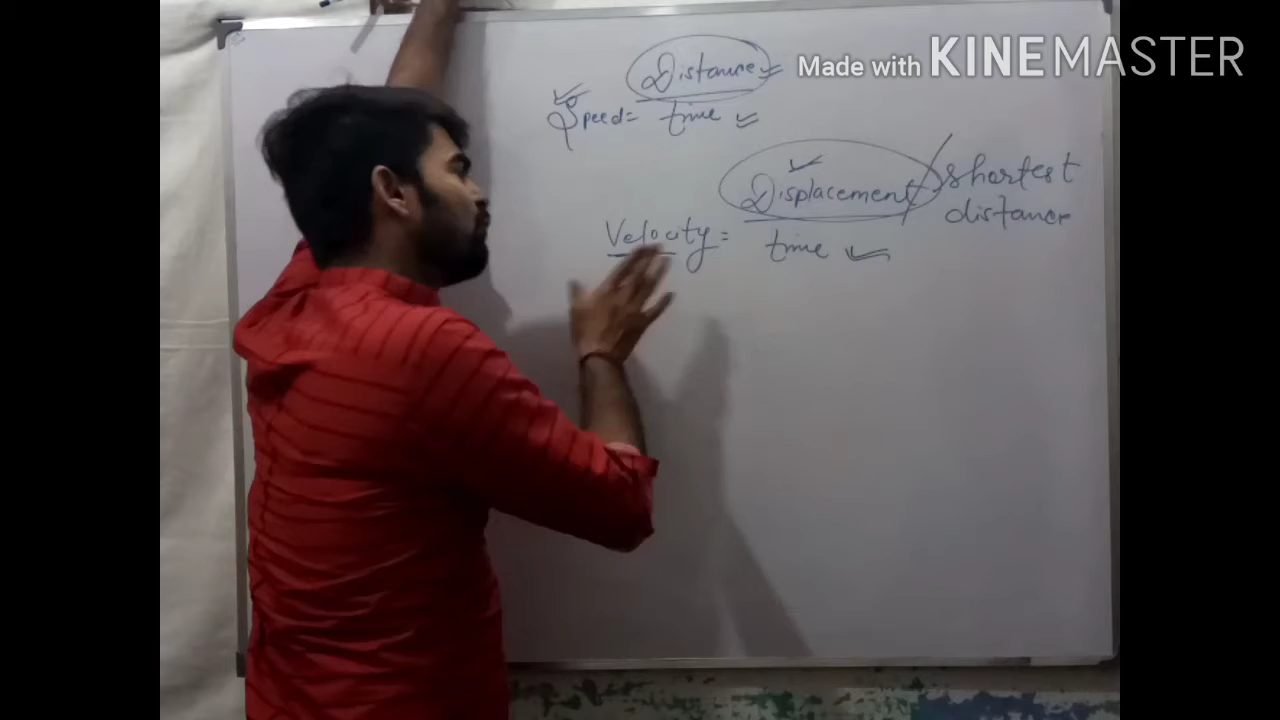 Made with KINEMASTER
Distance
Speed= time
Displacement/shortest
distance
Velocity=
time